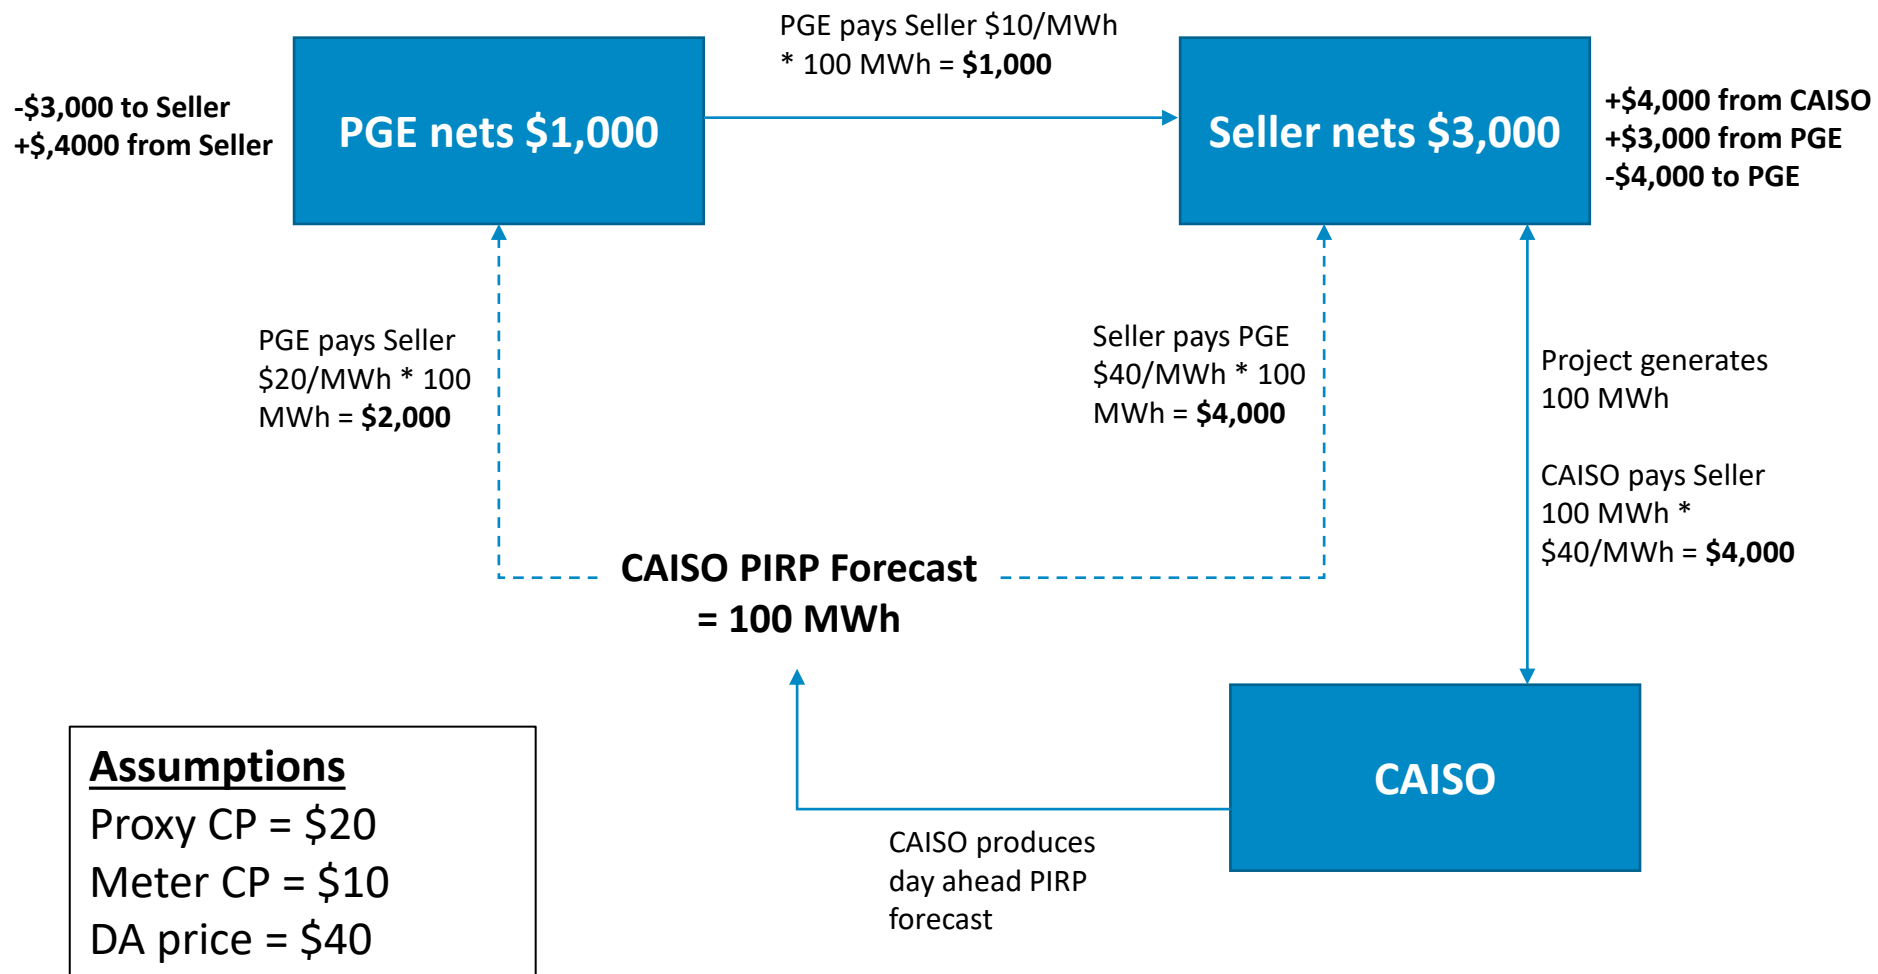 PGE pays Seller $10/MWh
* 100 MWh = $1,000
-$3,000 to Seller
+$,4000 from Seller
PGE nets $1,000
Seller nets $3,000
+$4,000 from CAISO
+$3,000 from PGE
-$4,000 to PGE
PGE pays Seller
$20/MWh * 100
MWh = $2,000
Seller pays PGE
$40/MWh * 100
MWh = $4,000
Project generates
100 MWh
CAISO pays Seller
100 MWh *
$40/MWh = $4,000
CAISO PIRP Forecast
= 100 MWh
CAISO
CAISO produces
day ahead PIRP
forecast
Assumptions
Proxy CP = $20
Meter CP = $10
DA price = $40